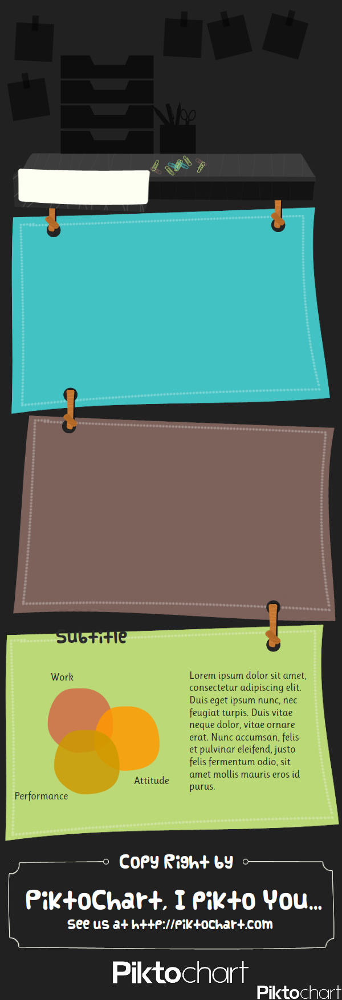 Subtitle
Work
Attitude
Performance
Lorem ipsum dolor sit amet,
consectetur adipiscing elit.
Duis eget ipsum nunc, nec
feugiat turpis. Duis vitae
neque dolor, vitae ornare
erat. Nunc accumsan, felis
et pulvinar eleifend, justo
felis fermentum odio, sit
amet mollis mauris eros id
purus.
Copy Right by
PiktoChart, I pikto You...
See us at http://piktochart.com
Piktochart
Piktochart